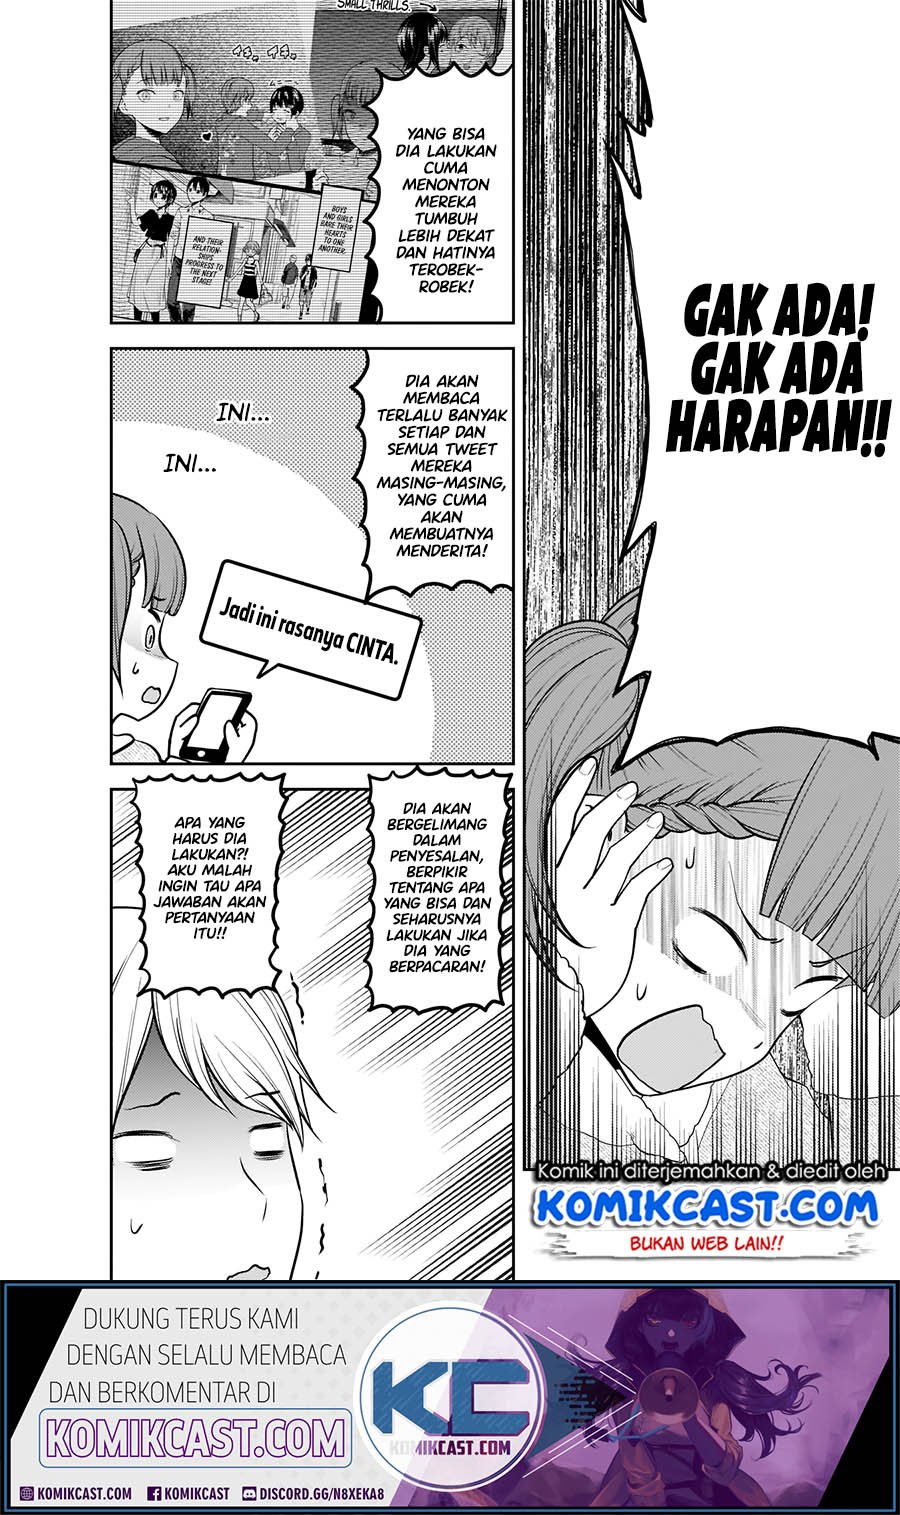 GAK ADA!
GAK ADA
HARAPAN!!
SMALL THRILLS.
YANG BISA
DIA LAKUKAN
CUMA
MENONTON
MEREKA
TUMBUH
LEBIH DEKAT
DAN HATINYA
TEROBEK-
ROBEK!
BOYS
AND GIRLS
BARE THEIR
HEARTS
TO ONE
ANOTHER.
AND THEIR
RELATION-
SHIPS
PROGRESS TO
THE NEXT
STAGE!
DIA AKAN
MEMBACA
TERLALU BANYAK
SETIAP DAN
SEMUA TWEET
MEREKA
MASING-MASING,
YANG CUMA
AKAN
MEMBUATNYA
MENDERITA!
INI...
INI...
Jadi ini rasanya CINTA.
DIA AKAN
BERGELIMANG
DALAM
PENYESALAN,
BERPIKIR
TENTANG APA
YANG BISA DAN
SEHARUSNYA
LAKUKAN JIKA
DIA YANG
BERPACARAN!
APA YANG
HARUS DIA
LAKUKAN?!
AKU MALAH
INGIN TAU APA
JAWABAN AKAN
PERTANYAAN
ITU!!
Komik ini diterjemahkan & diedit oleh
KOMIKCAST.COM
BUKAN WEB LAIN!!
DUKUNG TERUS KAMI
DENGAN SELALU MEMBACA
DAN BERKOMENTAR DI
KOMIKCAST.COM
KC
KOMIKCAST.COM
KOMIKCAST.COM KOMIKCAST DISCORD.GG/N8XEKA8